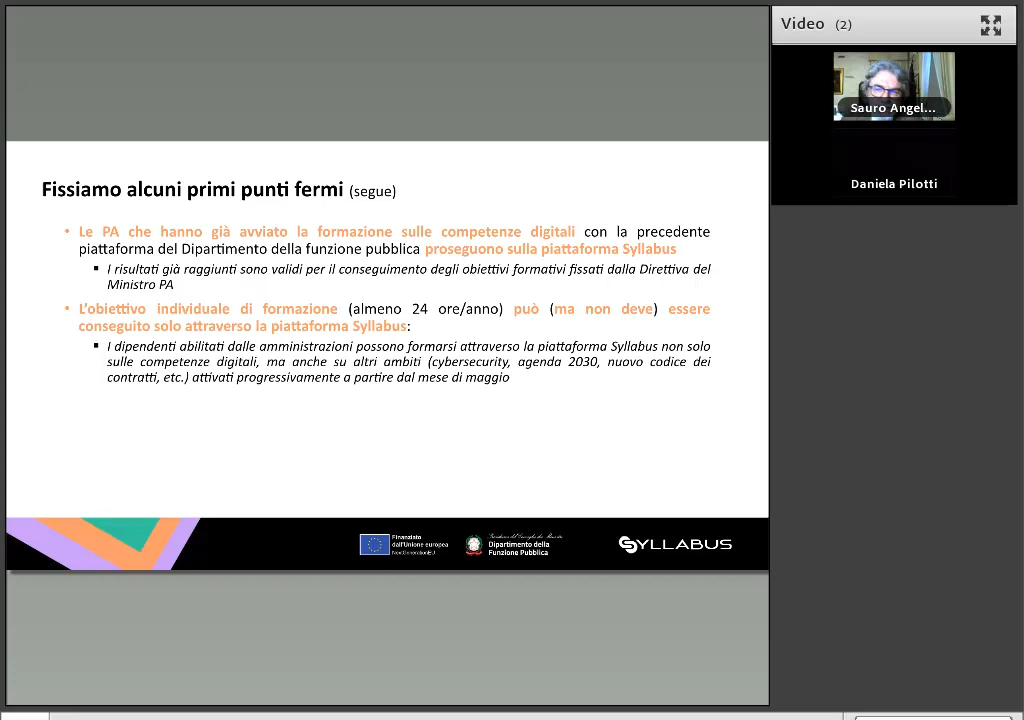 Video (2)
Sauro Angel...
Daniela Pilotti
Fissiamo alcuni primi punti fermi (segue)
• Le PA che hanno già avviato la formazione sulle competenze digitali con la precedente
piattaforma del Dipartimento della funzione pubblica proseguono sulla piattaforma Syllabus
▪ I risultati già raggiunti sono validi per il conseguimento degli obiettivi formativi fissati dalla Direttiva del
Ministro PA
• L'obiettivo individuale di formazione (almeno 24 ore/anno) può (ma non deve) essere
conseguito solo attraverso la piattaforma Syllabus:
▪ I dipendenti abilitati dalle amministrazioni possono formarsi attraverso la piattaforma Syllabus non solo
sulle competenze digitali, ma anche su altri ambiti (cybersecurity, agenda 2030, nuovo codice dei
contratti, etc.) attivati progressivamente a partire dal mese di maggio
Finanziato
dall'Unione europea
NextGenerationEU
Dipartimento della
Funzione Pubblica
SYLLABUS